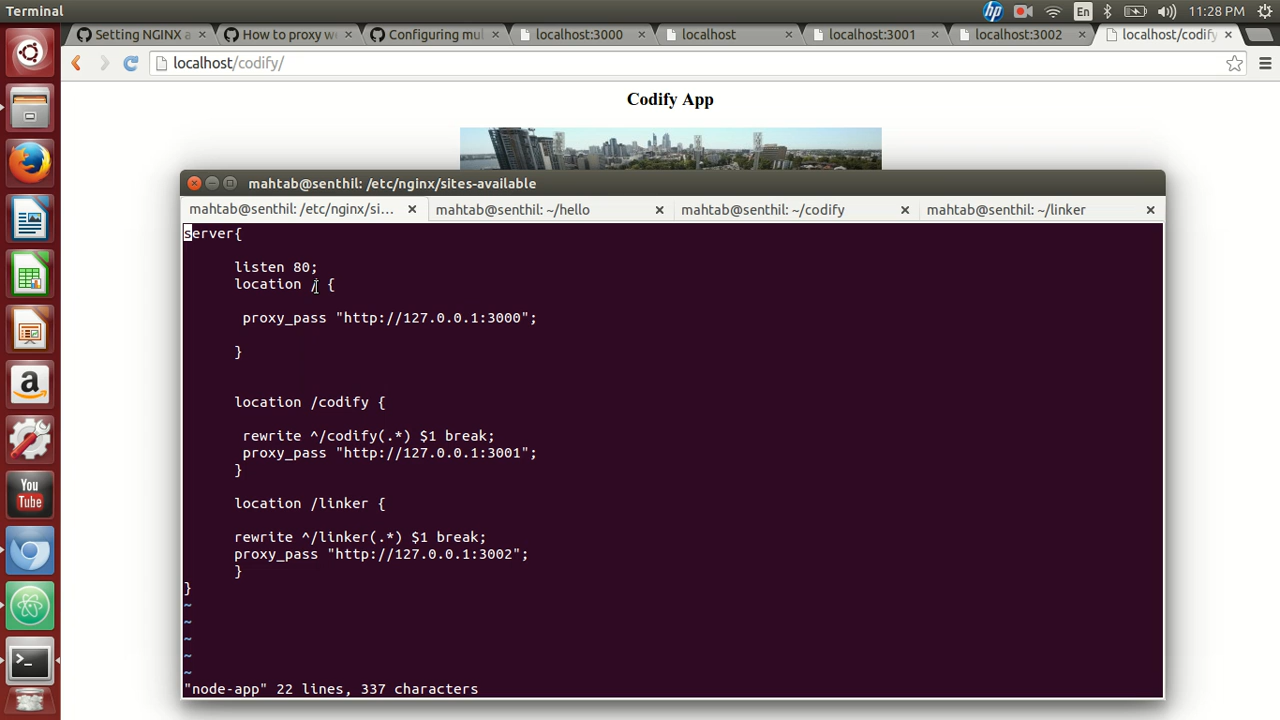 Terminal
En
11:28 PM
Setting NGINX a
How to proxy w
Configuring mul
localhost:3000
localhost
localhost:3001
localhost:3002
localhost/codify
localhost/codify/
Codify App
mahtab@senthil: /etc/nginx/sites-available
mahtab@senthil: /etc/nginx/si...
mahtab@senthil: ~/hello
mahtab@senthil: ~/codify
mahtab@senthil: ~/linker
server{
listen 80;
location / {
proxy_pass "http://127.0.0.1:3000";
}
location /codify {
rewrite ^/codify(.*) $1 break;
proxy_pass "http://127.0.0.1:3001";
}
location /linker {
rewrite ^/linker(.*) $1 break;
proxy_pass "http://127.0.0.1:3002";
}
}
~
~
~
~
~
"node-app" 22 lines, 337 characters
hp
a
You
Tube
>_